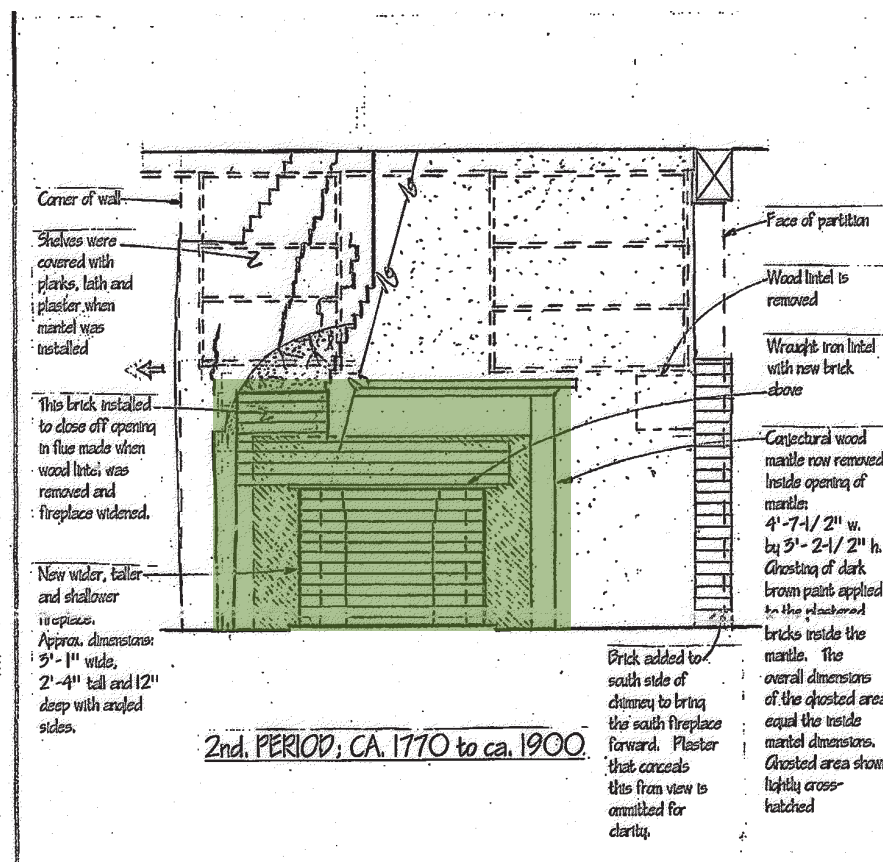 Corner of wall
Shelves were
covered with
planks, lath and
plaster when
mantel was
installed
This brick installed
to close off opening
in flue made when
wood lintel was
removed and
fireplace widened.
New wider, taller
and shallower
fireplace.
Approx. dimensions:
3'-1" wide,
2'-4" tall and 12"
deep with angled
sides.
Face of partition
Wood lintel is
removed
Wrought iron lintel
with new brick
above
Conjectural wood
mantle now removed
Inside opening of
mantle:
4'-7-1/2" w.
by 3'-2-1/2" h.
Ghosting of dark
brown paint applied
to the plastered
bricks inside the
mantle. The
overall dimensions
of the ghosted area
equal the inside
mantel dimensions.
Ghosted area shown
lightly cross-
hatched
Brick added to
south side of
chimney to bring
the south fireplace
forward. Plaster
that conceals
this from view is
ommitted for
clarity.
2nd. PERIOD; CA. 1770 to ca. 1900